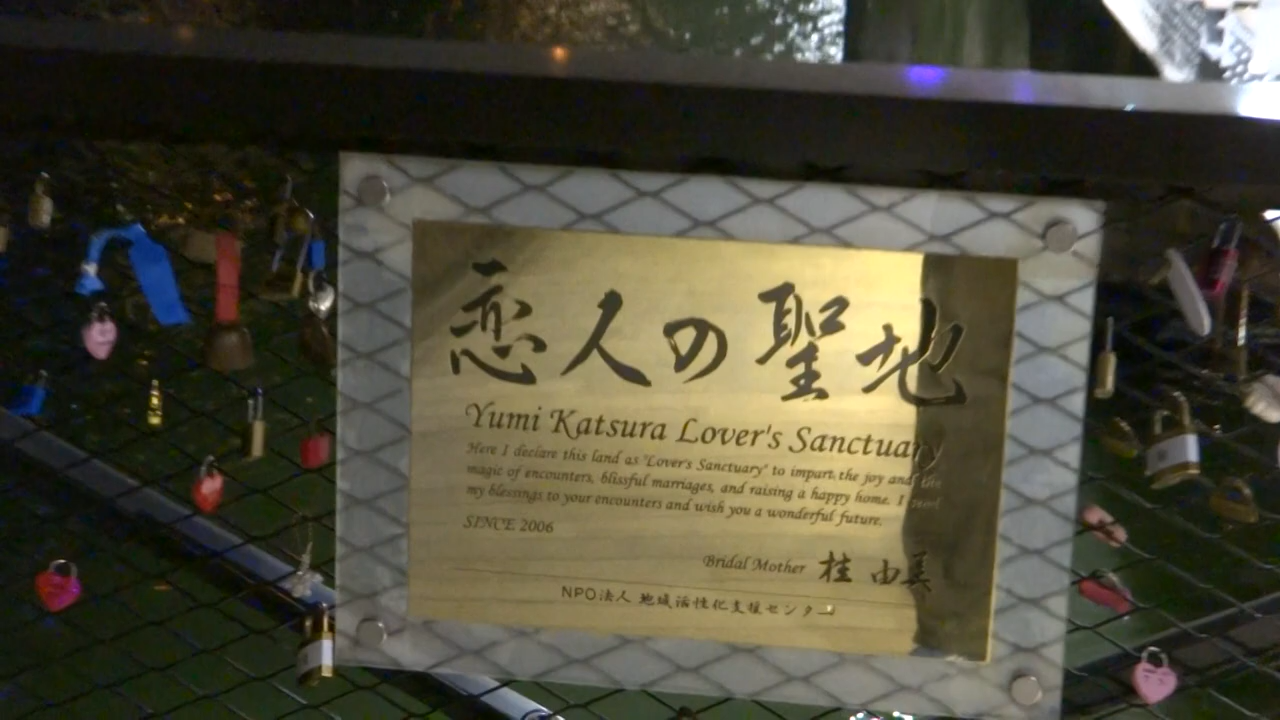 恋人の聖地
Yumi Katsura Lover's Sanctuary
Here I declare this land as "Lover's Sanctuary" to impart the joy and the
magic of encounters, blissful marriages, and raising a happy home. I send
my blessings to your encounters and wish you a wonderful future.
SINCE 2006
Bridal Mother 桂 由美
NPO法人 地域活性化支援センター